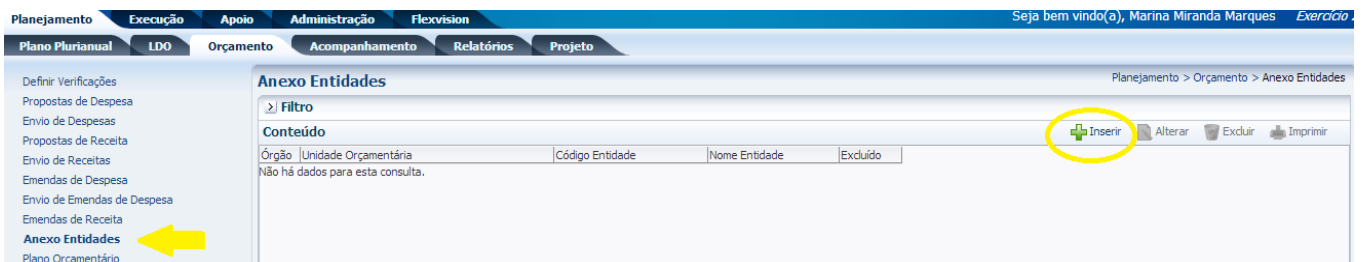 Planejamento Execução Apoio Administração Flexvision Seja bem vindo(a), Marina Miranda Marques Exercício
Plano Plurianual LDO Orçamento Acompanhamento Relatórios Projeto
Definir Verificações
Propostas de Despesa
Envio de Despesas
Propostas de Receita
Envio de Receitas
Emendas de Despesa
Envio de Emendas de Despesa
Emendas de Receita
Anexo Entidades
Plano Orçamentário
Anexo Entidades Planejamento > Orçamento > Anexo Entidades
Filtro
Conteúdo Inserir Alterar Excluir Imprimir
Órgão Unidade Orçamentária Código Entidade Nome Entidade Excluído
Não há dados para esta consulta.